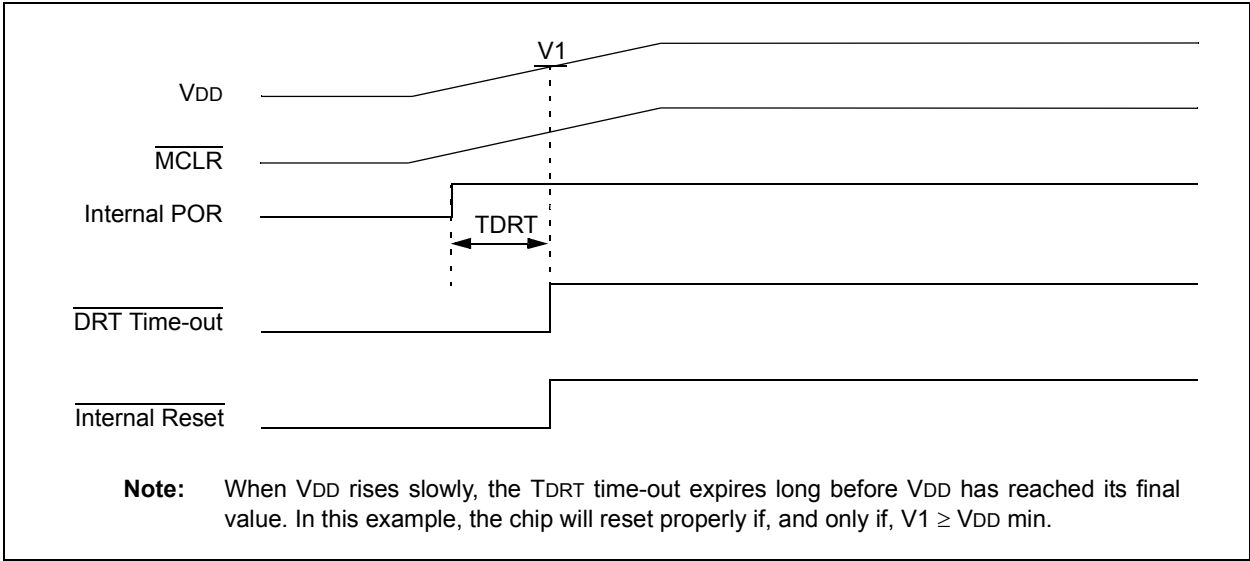 V1
VDD
MCLR
Internal POR
TDRT
DRT Time-out
Internal Reset
Note: When VDD rises slowly, the TDRT time-out expires long before VDD has reached its final
value. In this example, the chip will reset properly if, and only if, V1 ≥ VDD min.